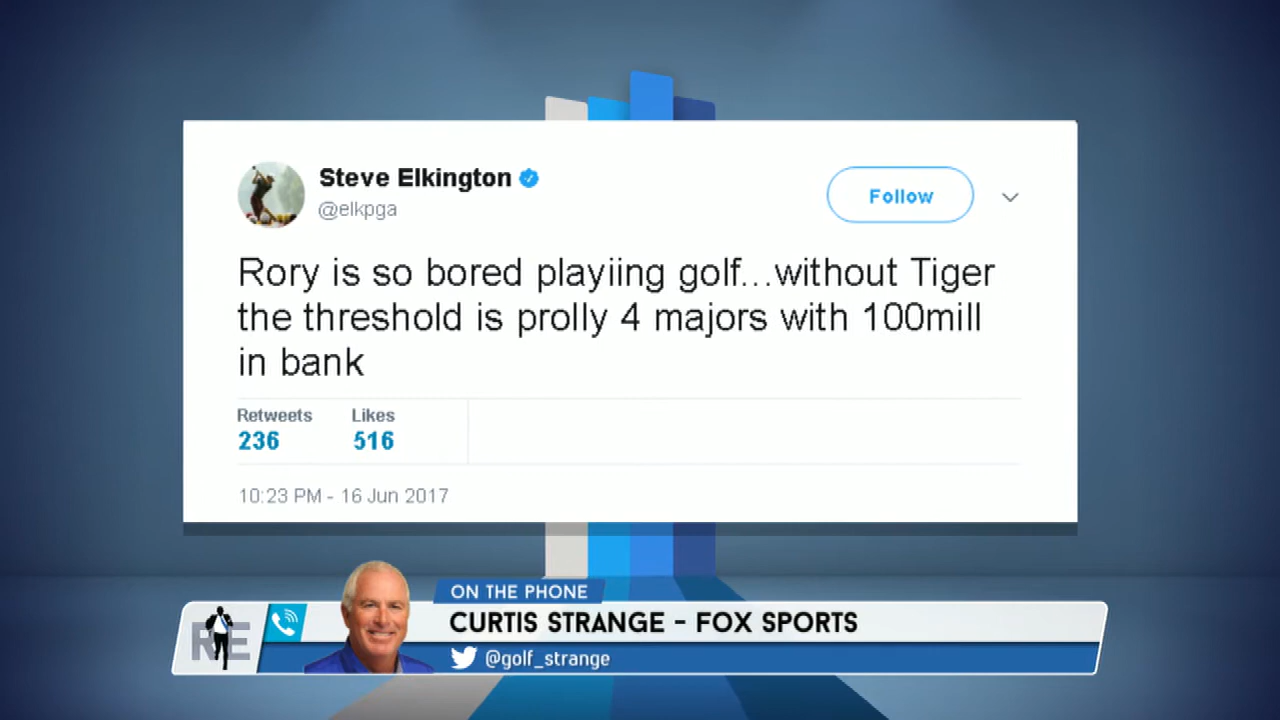 Steve Elkington
@elkpga
Follow
Rory is so bored playiing golf...without Tiger
the threshold is prolly 4 majors with 100mill
in bank
Retweets Likes
236 516
10:23 PM - 16 Jun 2017
ON THE PHONE
CURTIS STRANGE - FOX SPORTS
RE
@golf_strange